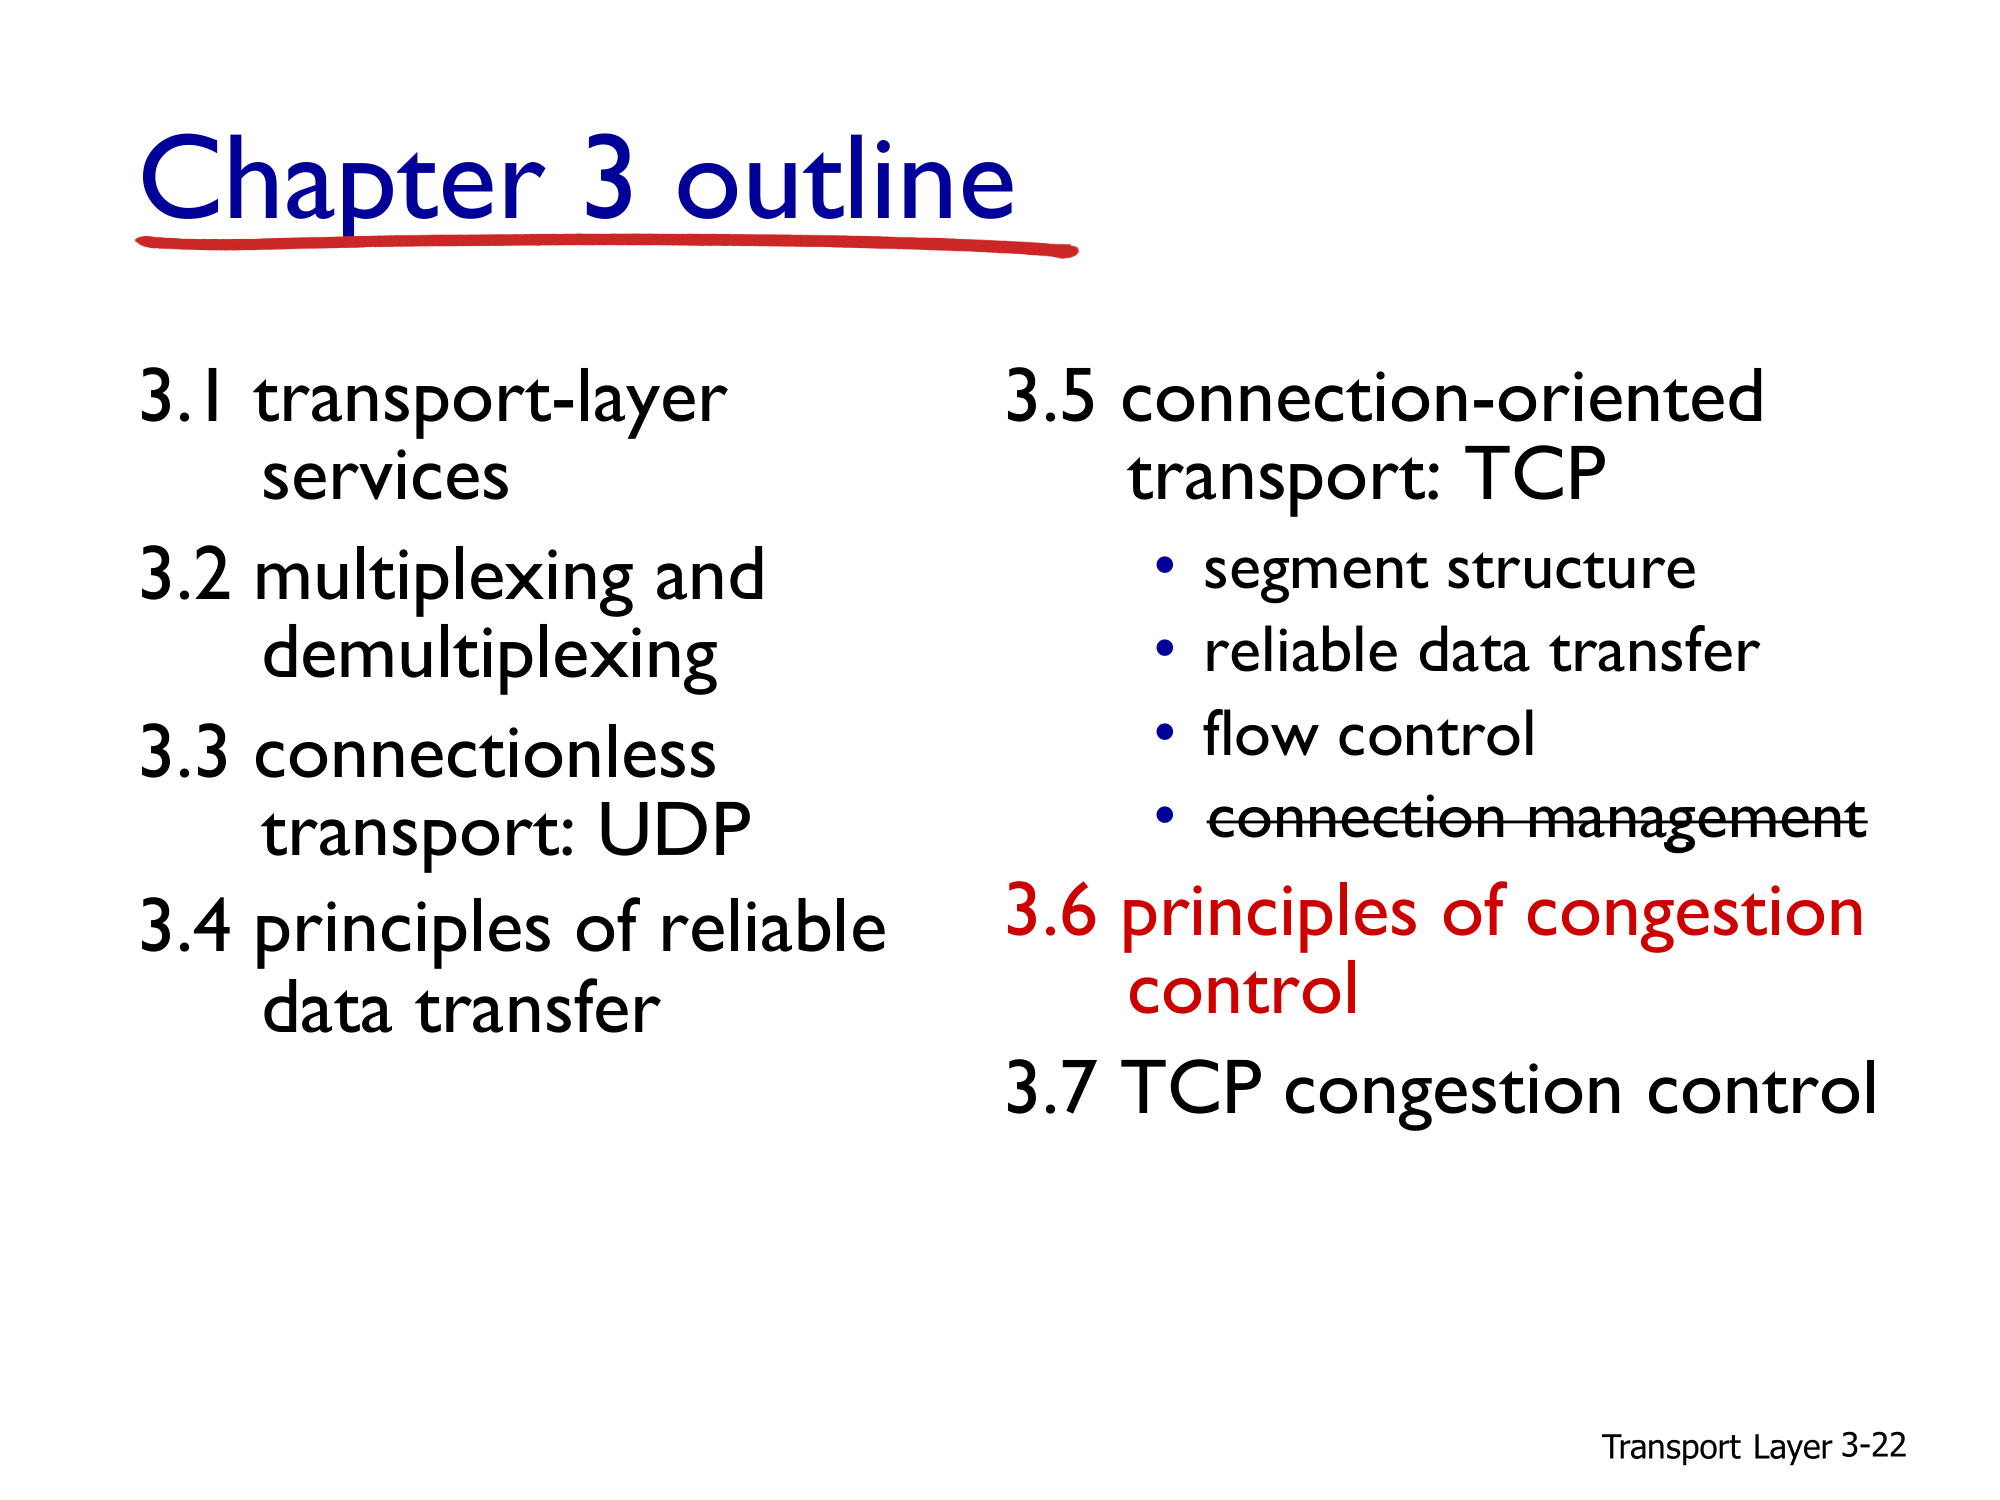 Chapter 3 outline
3.1 transport-layer
services
3.2 multiplexing and
demultiplexing
3.3 connectionless
transport: UDP
3.4 principles of reliable
data transfer
3.5 connection-oriented
transport: TCP
• segment structure
• reliable data transfer
• flow control
• connection management
3.6 principles of congestion
control
3.7 TCP congestion control
Transport Layer 3-22